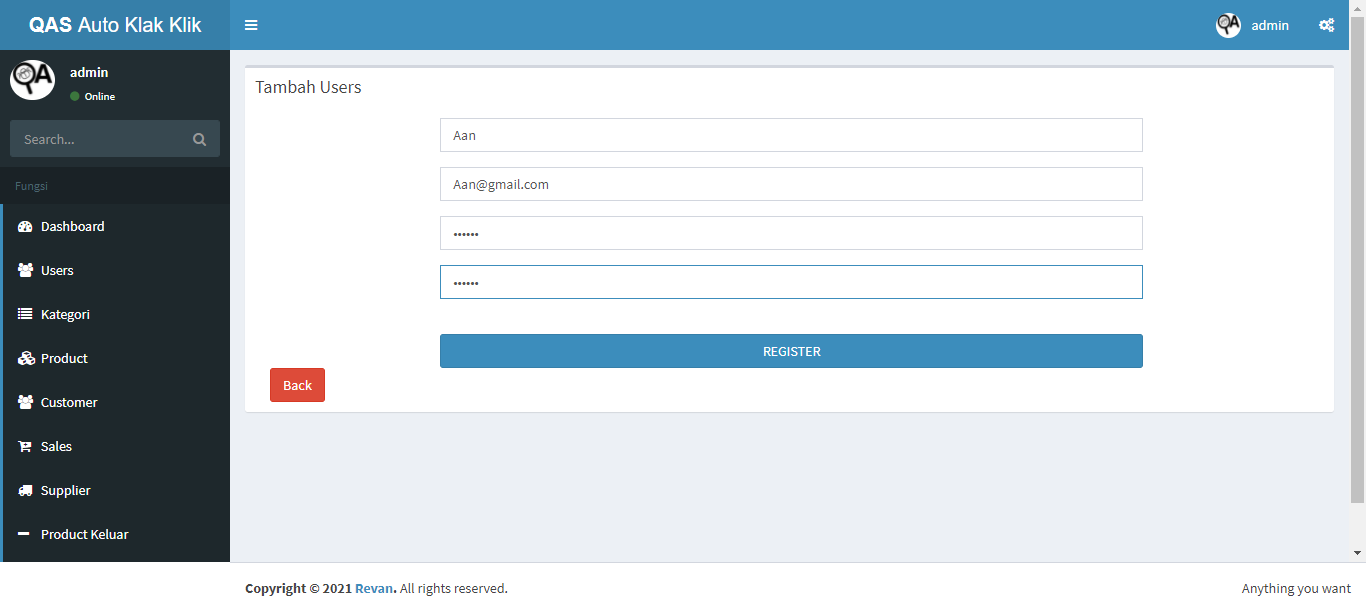 QAS Auto Klak Klik
admin
admin
Online
Search...
Fungsi
Dashboard
Users
Kategori
Product
Customer
Sales
Supplier
Product Keluar
Tambah Users
Aan
Aan@gmail.com
••••••
••••••
REGISTER
Back
Copyright © 2021 Revan. All rights reserved.
Anything you want